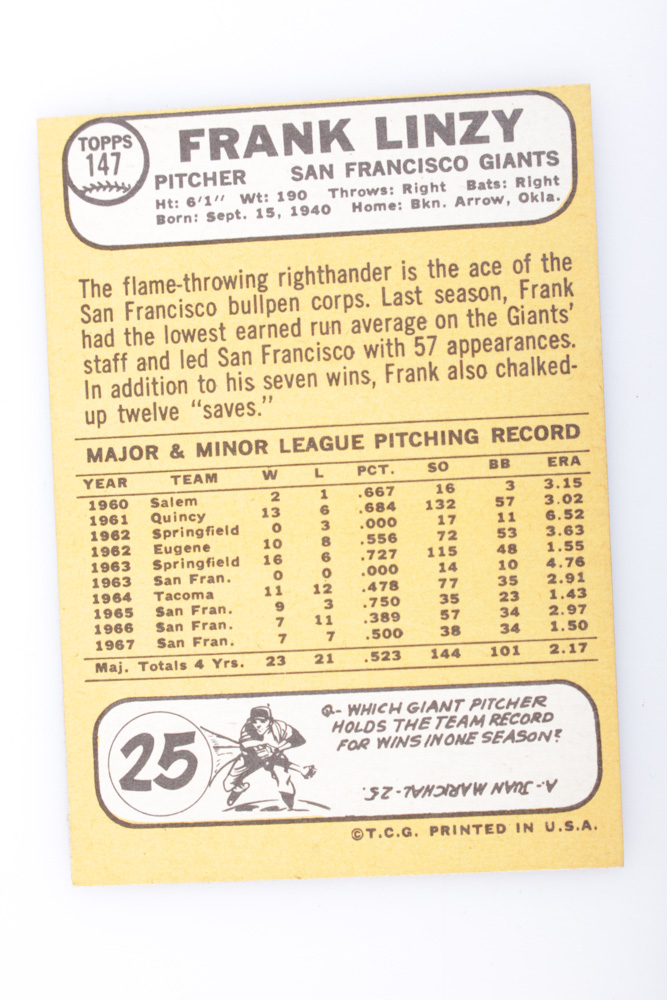 TOPPS
147
FRANK LINZY
PITCHER SAN FRANCISCO GIANTS
Ht: 6'1" Wt: 190 Throws: Right Bats: Right
Born: Sept. 15, 1940 Home: Bkn. Arrow, Okla.
The flame-throwing righthander is the ace of the
San Francisco bullpen corps. Last season, Frank
had the lowest earned run average on the Giants'
staff and led San Francisco with 57 appearances.
In addition to his seven wins, Frank also chalked-
up twelve "saves."
MAJOR & MINOR LEAGUE PITCHING RECORD
YEAR TEAM W L PCT. SO BB ERA
1960 Salem 2 1 .667 16 3 3.15
1961 Quincy 13 6 .684 132 57 3.02
1962 Springfield 0 3 .000 17 11 6.52
1962 Eugene 10 8 .556 72 53 3.63
1963 Springfield 16 6 .727 115 48 1.55
1963 San Fran. 0 0 .000 14 10 4.76
1964 Tacoma 11 12 .478 77 35 2.91
1965 San Fran. 9 3 .750 35 23 1.43
1966 San Fran. 7 11 .389 57 34 2.97
1967 San Fran. 7 7 .500 38 34 1.50
Maj. Totals 4 Yrs. 23 21 .523 144 101 2.17
25
Q- WHICH GIANT PITCHER
HOLDS THE TEAM RECORD
FOR WINS IN ONE SEASON?
A- JUAN MARICHAL - 25.
©T.C.G. PRINTED IN U.S.A.